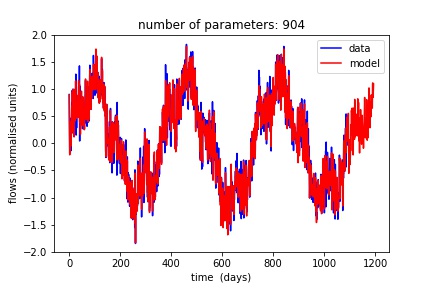 number of parameters: 904
2.0
1.5
1.0
0.5
0.0
−0.5
−1.0
−1.5
−2.0
flows (normalised units)
data
model
0 200 400 600 800 1000 1200
time (days)